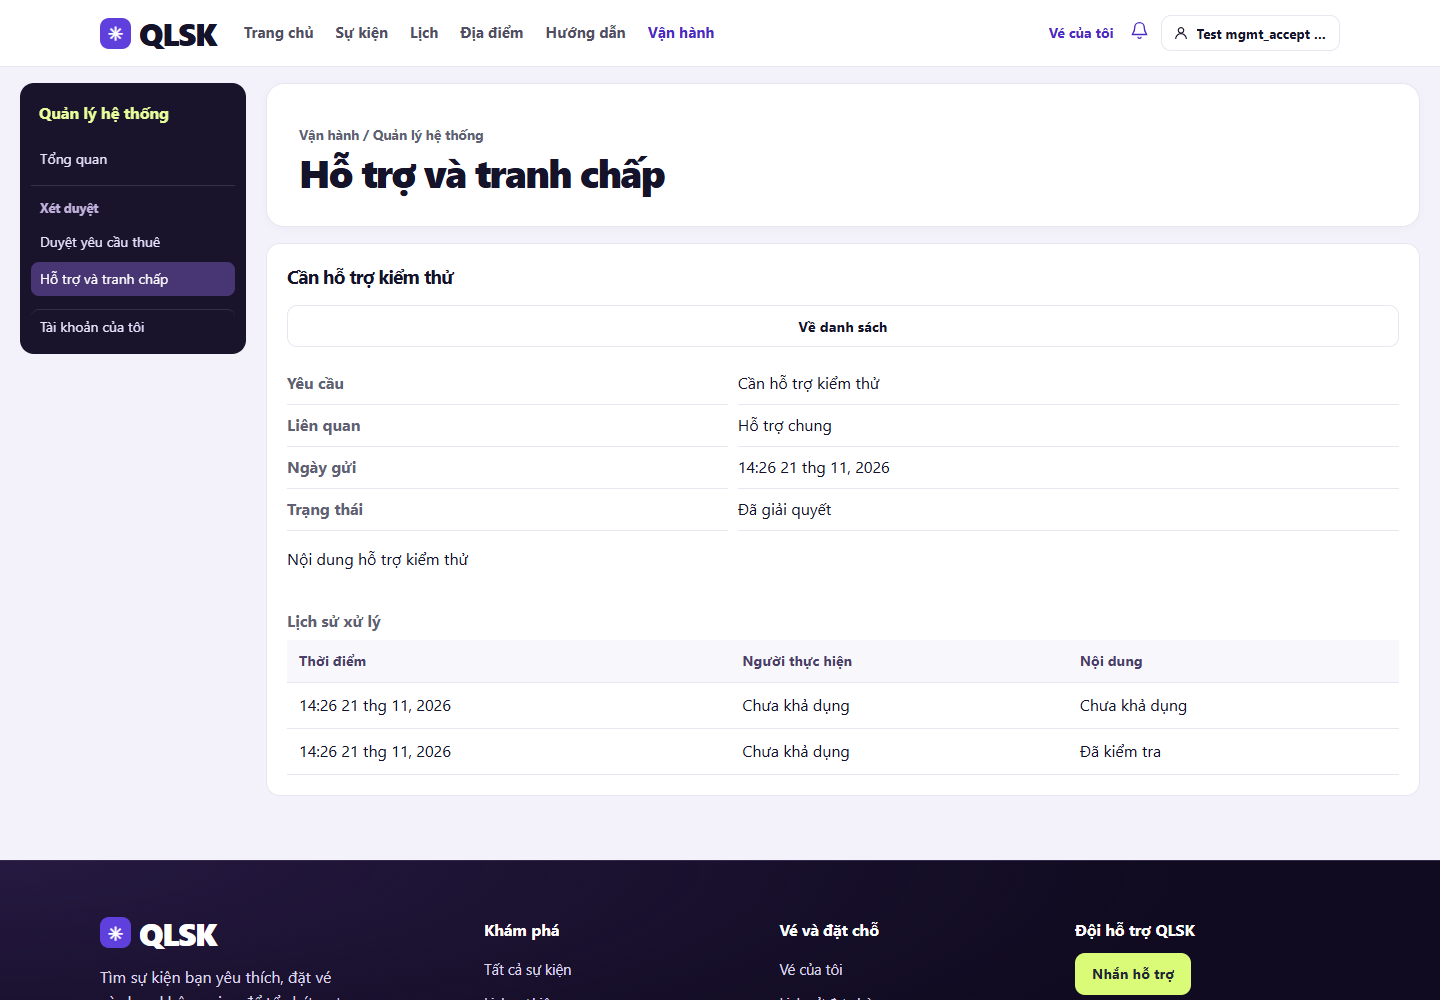 QLSK
Trang chủ
Sự kiện
Lịch
Địa điểm
Hướng dẫn
Vận hành
Vé của tôi
Test mgmt_accept ...
Quản lý hệ thống
Tổng quan
Xét duyệt
Duyệt yêu cầu thuê
Hỗ trợ và tranh chấp
Tài khoản của tôi
Vận hành / Quản lý hệ thống
Hỗ trợ và tranh chấp
Cần hỗ trợ kiểm thử
Về danh sách
Yêu cầu Cần hỗ trợ kiểm thử
Liên quan Hỗ trợ chung
Ngày gửi 14:26 21 thg 11, 2026
Trạng thái Đã giải quyết
Nội dung hỗ trợ kiểm thử
Lịch sử xử lý
Thời điểm Người thực hiện Nội dung
14:26 21 thg 11, 2026 Chưa khả dụng Chưa khả dụng
14:26 21 thg 11, 2026 Chưa khả dụng Đã kiểm tra
QLSK
Tìm sự kiện bạn yêu thích, đặt vé
Khám phá
Tất cả sự kiện
Vé và đặt chỗ
Vé của tôi
Đội hỗ trợ QLSK
Nhắn hỗ trợ